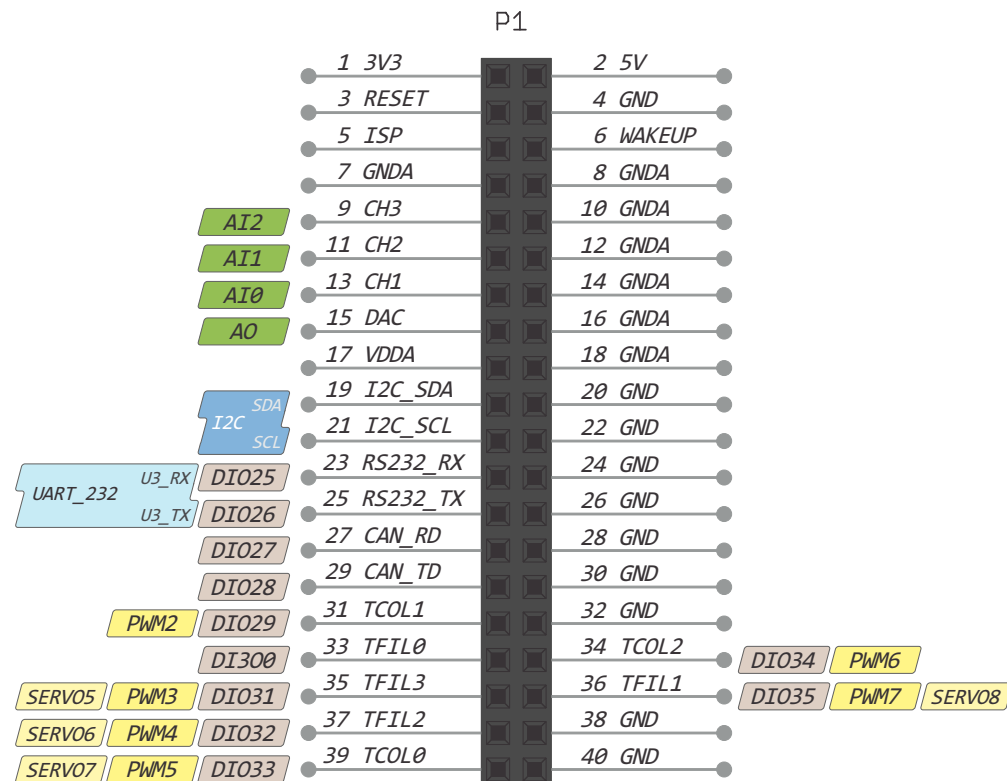 P1
1 3V3 2 5V
3 RESET 4 GND
5 ISP 6 WAKEUP
7 GNDA 8 GNDA
AI2 9 CH3 10 GNDA
AI1 11 CH2 12 GNDA
AI0 13 CH1 14 GNDA
AO 15 DAC 16 GNDA
17 VDDA 18 GNDA
I2C SDA 19 I2C_SDA 20 GND
SCL 21 I2C_SCL 22 GND
UART_232 U3_RX DIO25 23 RS232_RX 24 GND
U3_TX DIO26 25 RS232_TX 26 GND
DIO27 27 CAN_RD 28 GND
DIO28 29 CAN_TD 30 GND
PWM2 DIO29 31 TCOL1 32 GND
DI3O0 33 TFIL0 34 TCOL2 DIO34 PWM6
SERVO5 PWM3 DIO31 35 TFIL3 36 TFIL1 DIO35 PWM7 SERVO8
SERVO6 PWM4 DIO32 37 TFIL2 38 GND
SERVO7 PWM5 DIO33 39 TCOL0 40 GND